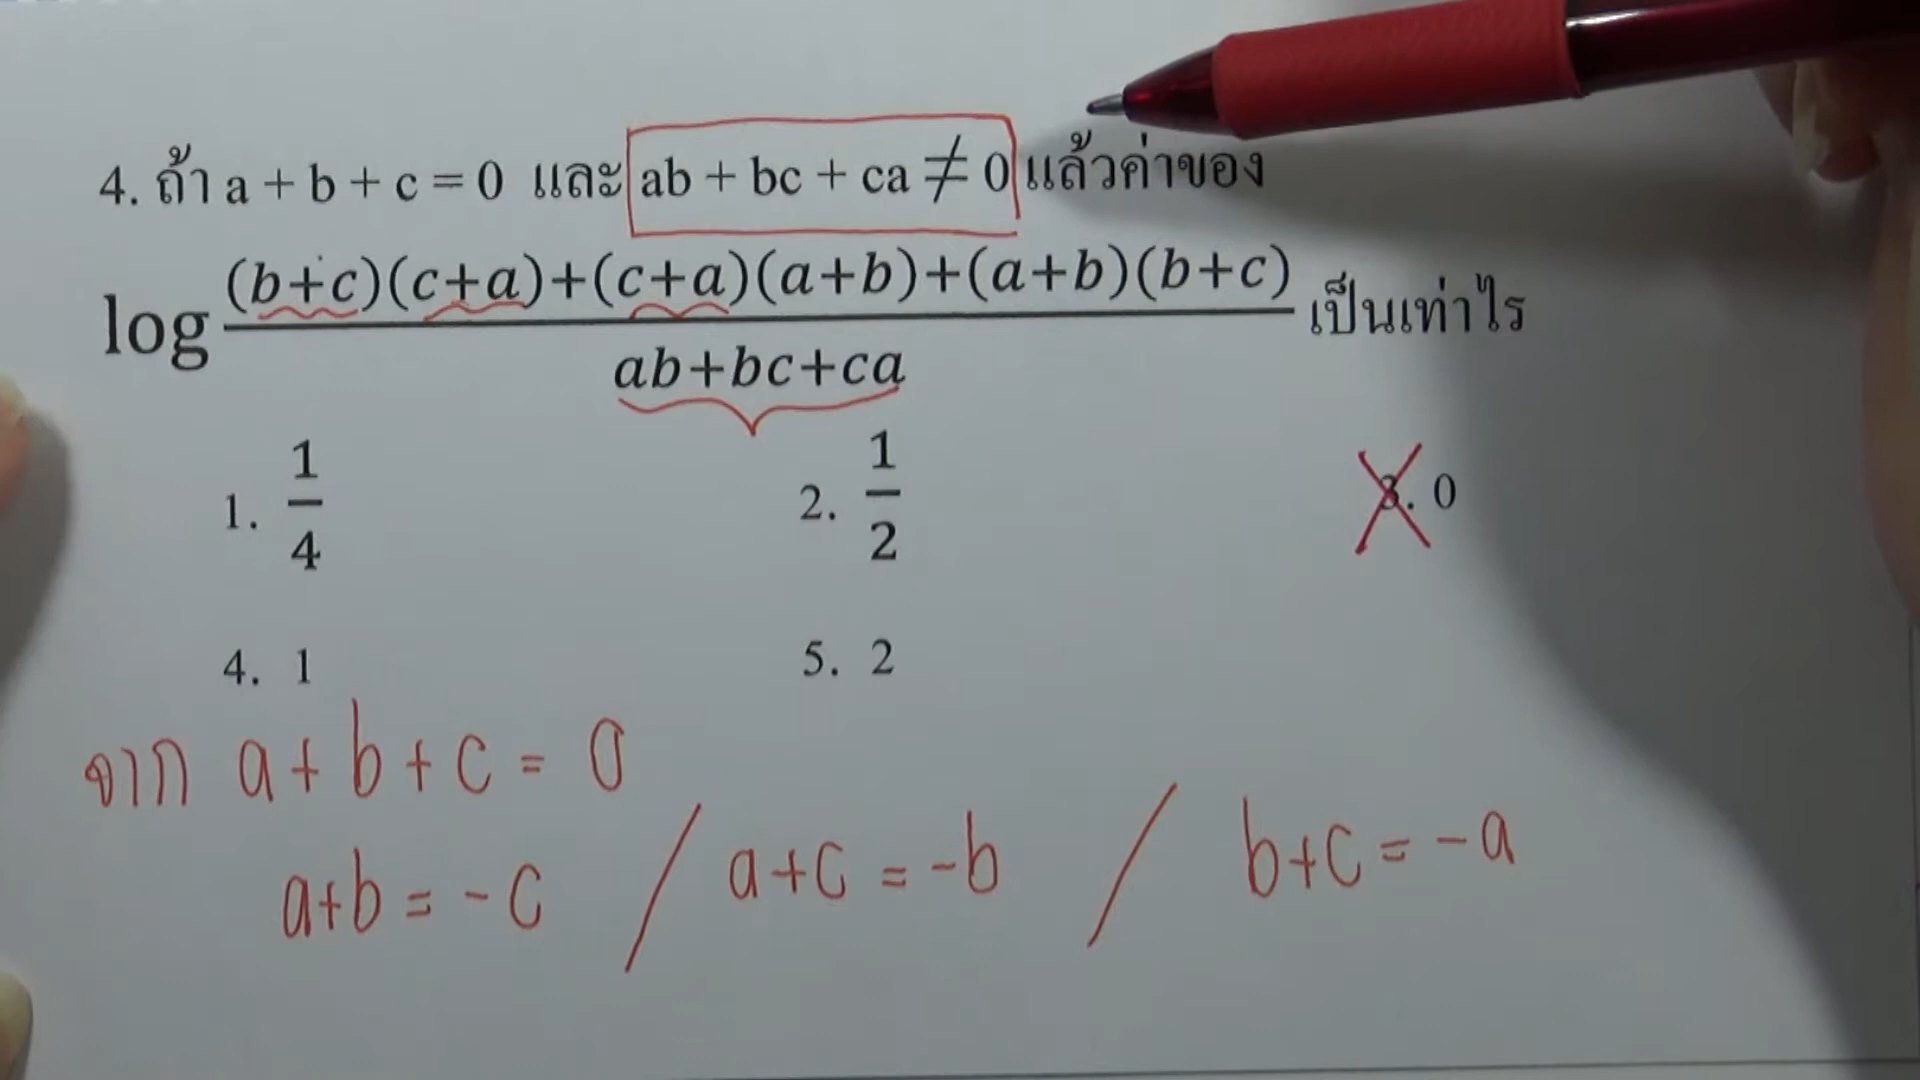 4. ถ้า a + b + c = 0 และ ab + bc + ca ≠ 0 แล้วค่าของ
log (b+c)(c+a)+(c+a)(a+b)+(a+b)(b+c) / ab+bc+ca เป็นเท่าไร
1. 1/4 2. 1/2 3. 0
4. 1 5. 2
จาก a + b + c = 0
a+b = -c / a+c = -b / b+c = -a